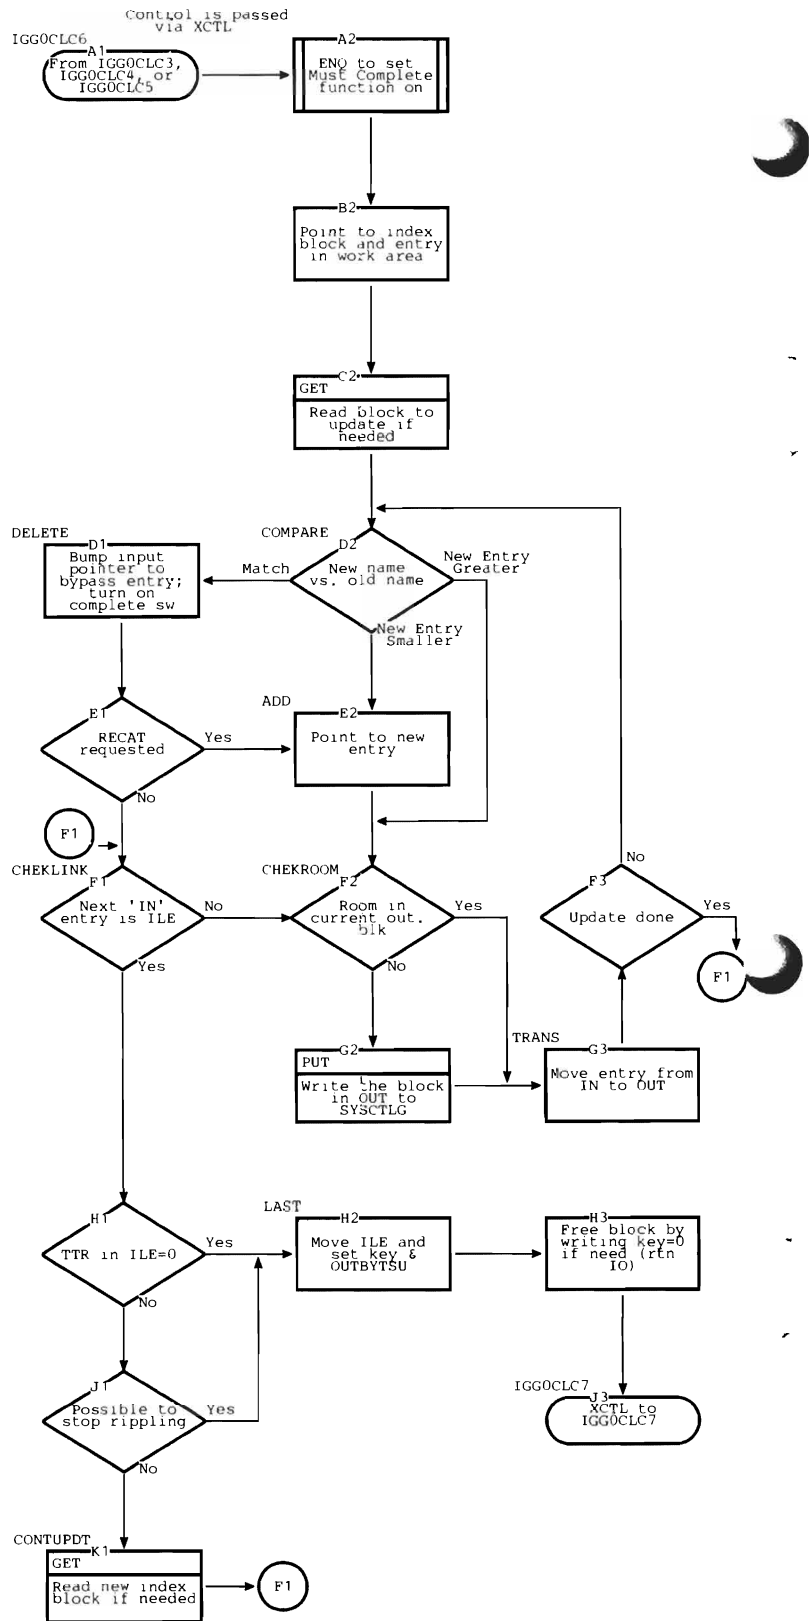 Control is passed
via XCTL
IGG0CLC6
A1
From IGG0CLC3,
IGG0CLC4, or
IGG0CLC5
A2
ENQ to set
Must Complete
function on
B2
Point to index
block and entry
in work area
C2
GET
Read block to
update if
needed
DELETE
D1
Bump input
pointer to
bypass entry;
turn on
complete sw
COMPARE
D2
New name
vs. old name
Match
New Entry
Greater
New Entry
Smaller
E1
RECAT
requested
Yes
No
ADD
E2
Point to new
entry
F1
CHEKLINK
F1
Next 'IN'
entry is ILE
No
Yes
CHEKROOM
F2
Room in
current out.
blk
Yes
No
F3
Update done
No
Yes
F1
G2
PUT
Write the block
in OUT to
SYSCTLG
TRANS
G3
Move entry from
IN to OUT
H1
TTR in ILE=0
Yes
No
LAST
H2
Move ILE and
set key &
OUTBYTSU
H3
Free block by
writing key=0
if need (rtn
IO)
J1
Possible to
stop rippling
Yes
No
IGG0CLC7
J3
XCTL to
IGG0CLC7
CONTUPDT
K1
GET
Read new index
block if needed
F1